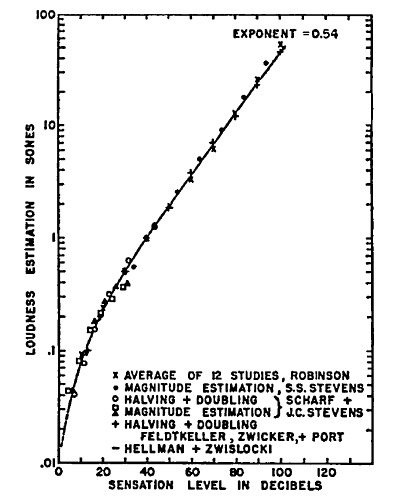 100
EXPONENT = 0.54
10
1
.1
.01
LOUDNESS ESTIMATION IN SONES
x AVERAGE OF 12 STUDIES, ROBINSON
• MAGNITUDE ESTIMATION, S.S. STEVENS
HALVING + DOUBLING } SCHARF +
MAGNITUDE ESTIMATION } J.C. STEVENS
+ HALVING + DOUBLING
FELDTKELLER, ZWICKER, + PORT
— HELLMAN + ZWISLOCKI
0 20 40 60 80 100 120
SENSATION LEVEL IN DECIBELS